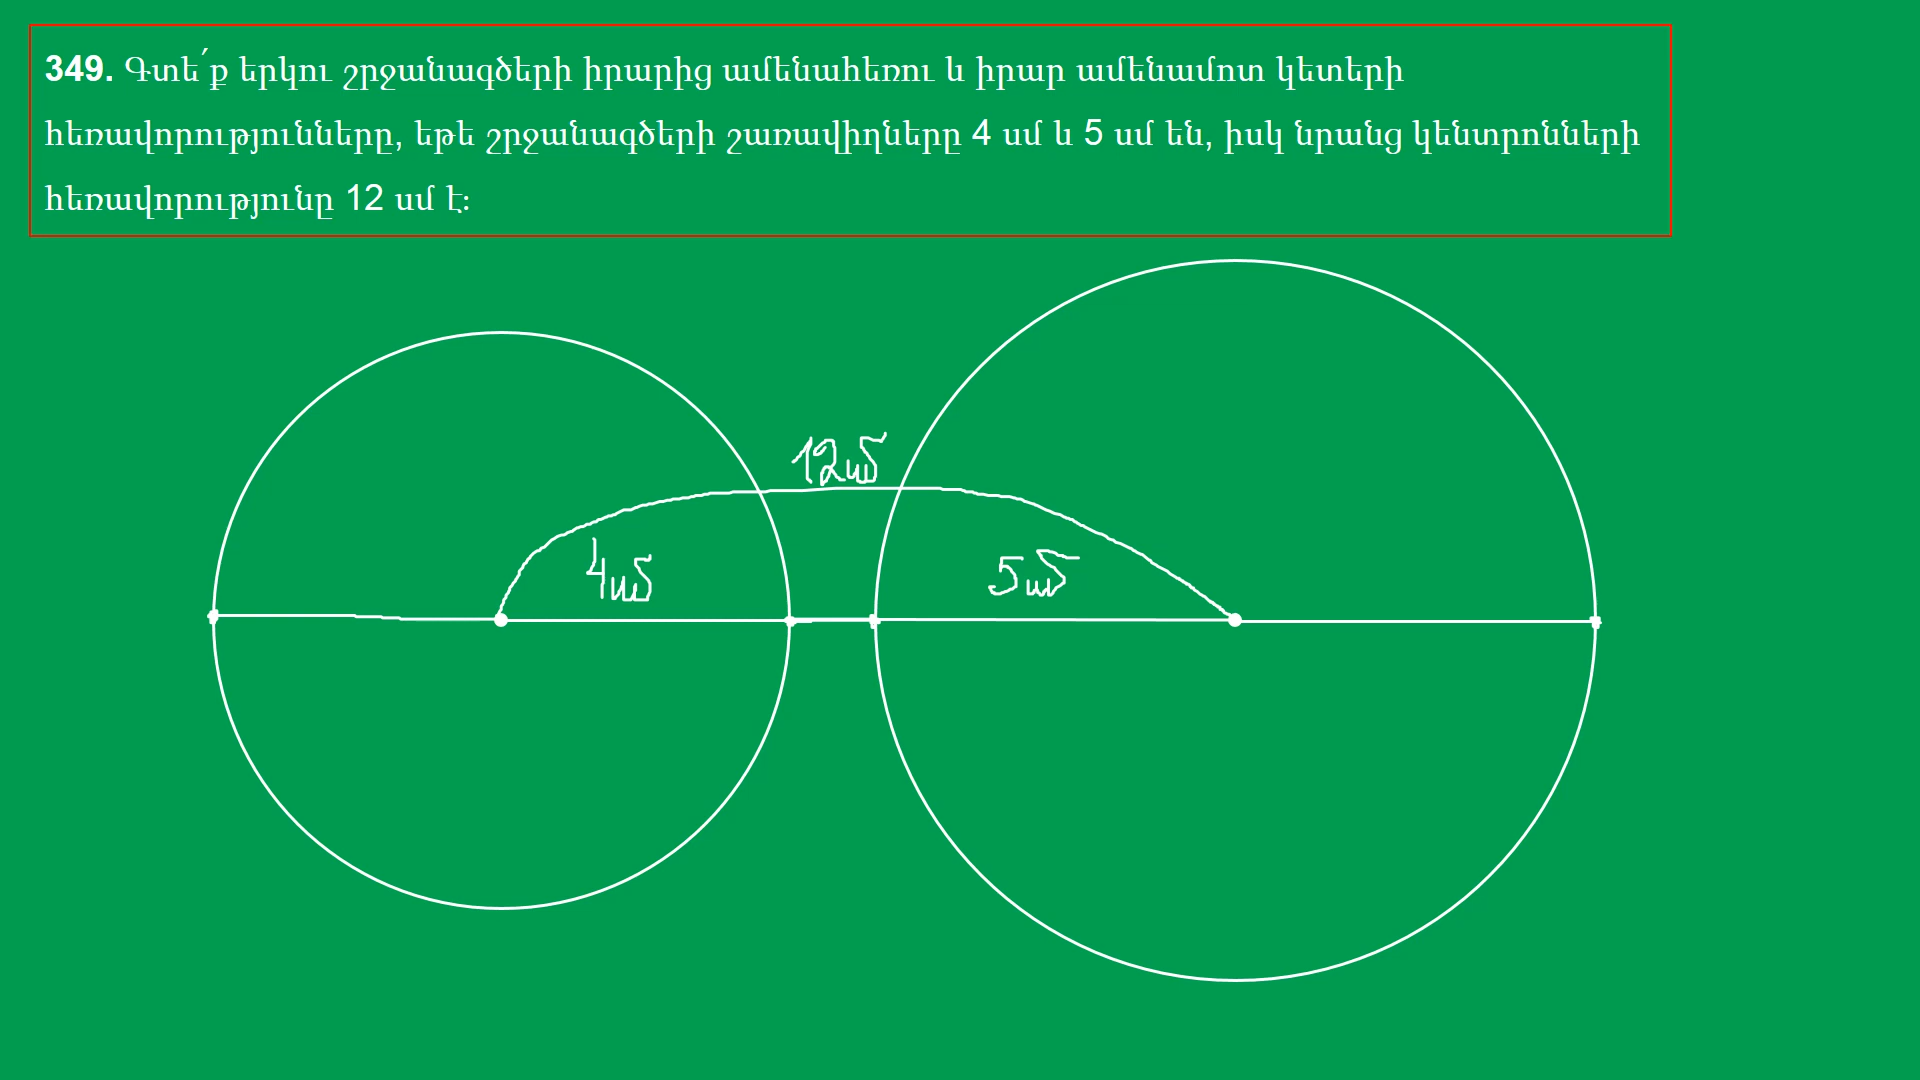 349. Գտե՛ք երկու շրջանագծերի իրարից ամենահեռու և իրար ամենամոտ կետերի
հեռավորությունները, եթե շրջանագծերի շառավիղները 4 սմ և 5 սմ են, իսկ նրանց կենտրոնների
հեռավորությունը 12 սմ է։
12սմ
4սմ
5սմ